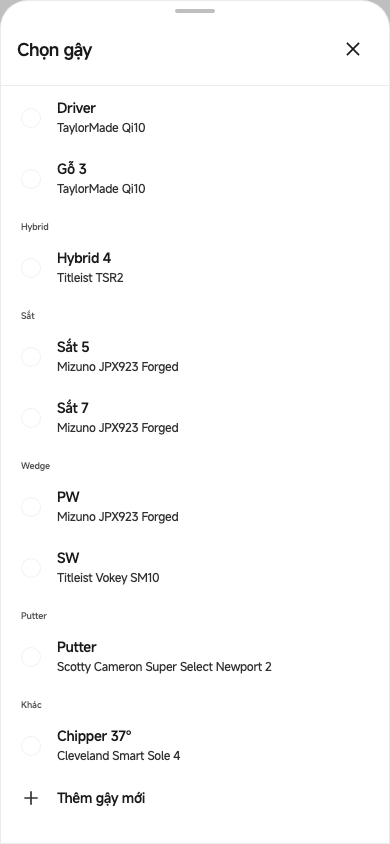 Chọn gậy
Driver
TaylorMade Qi10
Gỗ 3
TaylorMade Qi10
Hybrid
Hybrid 4
Titleist TSR2
Sắt
Sắt 5
Mizuno JPX923 Forged
Sắt 7
Mizuno JPX923 Forged
Wedge
PW
Mizuno JPX923 Forged
SW
Titleist Vokey SM10
Putter
Putter
Scotty Cameron Super Select Newport 2
Khác
Chipper 37°
Cleveland Smart Sole 4
Thêm gậy mới